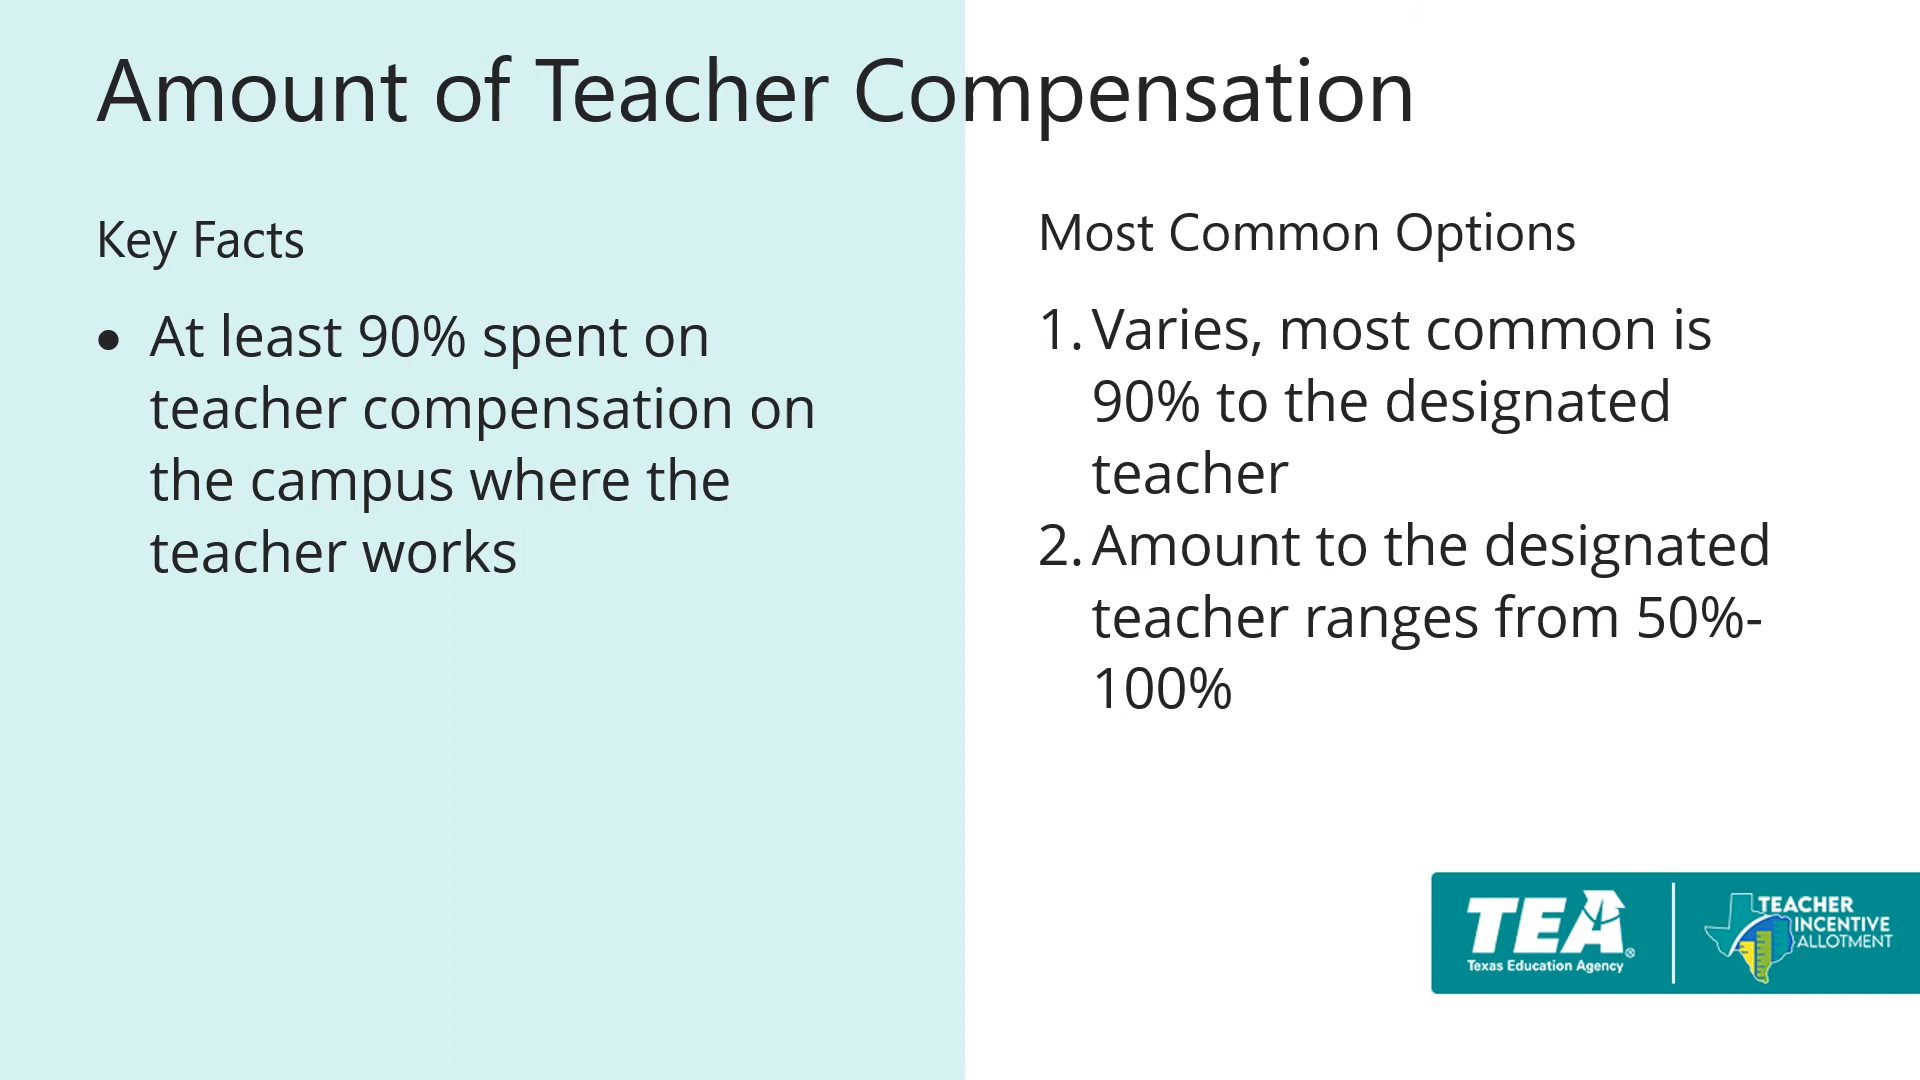 Amount of Teacher Compensation
Key Facts
• At least 90% spent on
teacher compensation on
the campus where the
teacher works
Most Common Options
1. Varies, most common is
90% to the designated
teacher
2. Amount to the designated
teacher ranges from 50%-
100%
TEA®
Texas Education Agency
TEACHER
INCENTIVE
ALLOTMENT